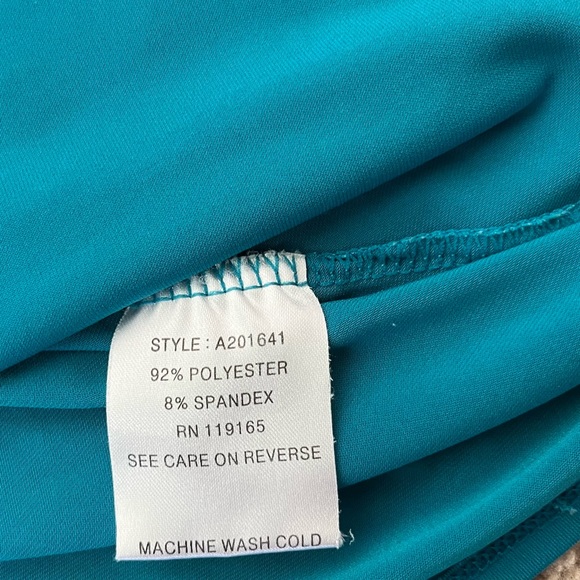 STYLE : A201641
92% POLYESTER
8% SPANDEX
RN 119165
SEE CARE ON REVERSE
MACHINE WASH COLD